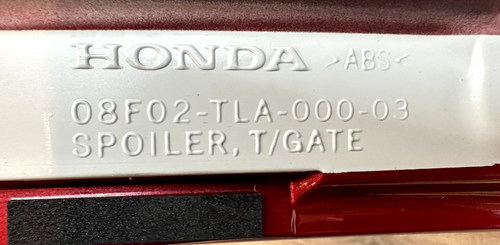 HONDA >ABS<
08F02-TLA-000-03
SPOILER, T/GATE